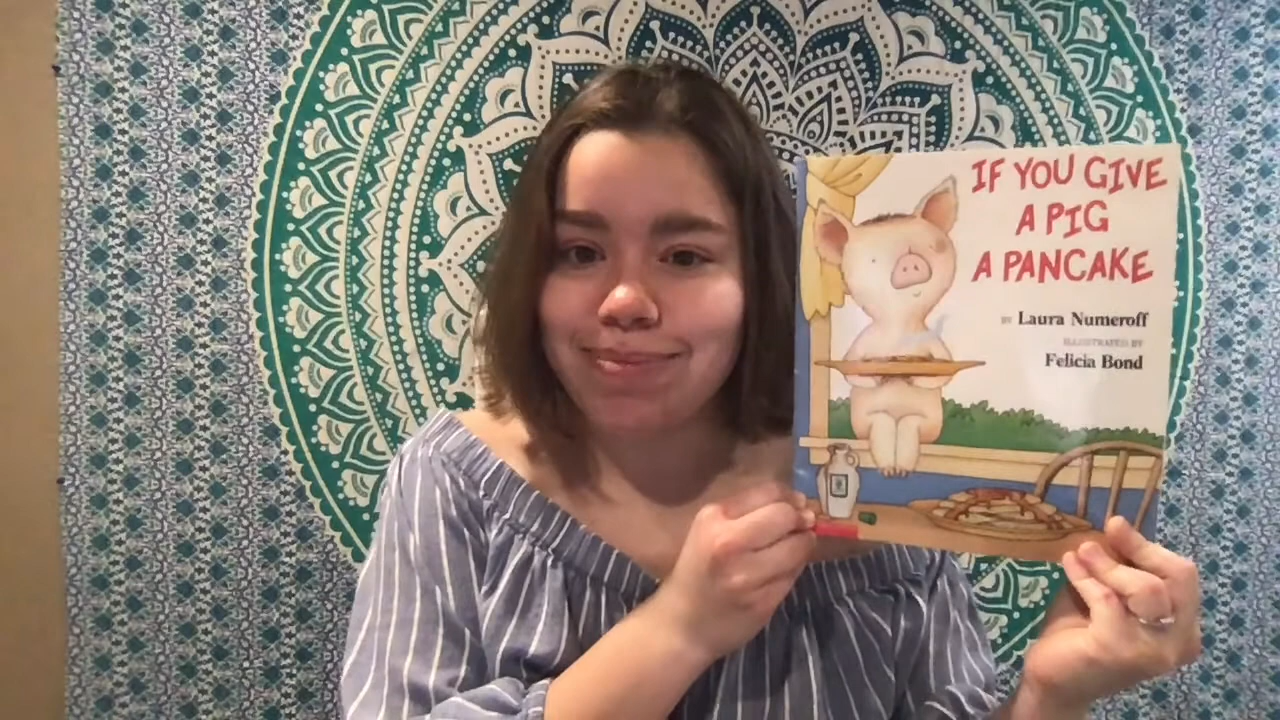 IF YOU GIVE
A PIG
A PANCAKE
BY Laura Numeroff
ILLUSTRATED BY
Felicia Bond